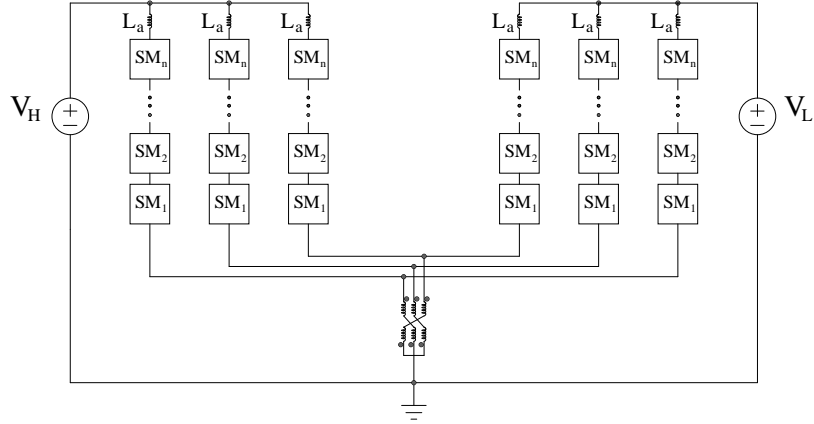 L_a L_a L_a L_a L_a L_a
SM_n SM_n SM_n SM_n SM_n SM_n
V_H + − + − V_L
SM_2 SM_2 SM_2 SM_2 SM_2 SM_2
SM_1 SM_1 SM_1 SM_1 SM_1 SM_1